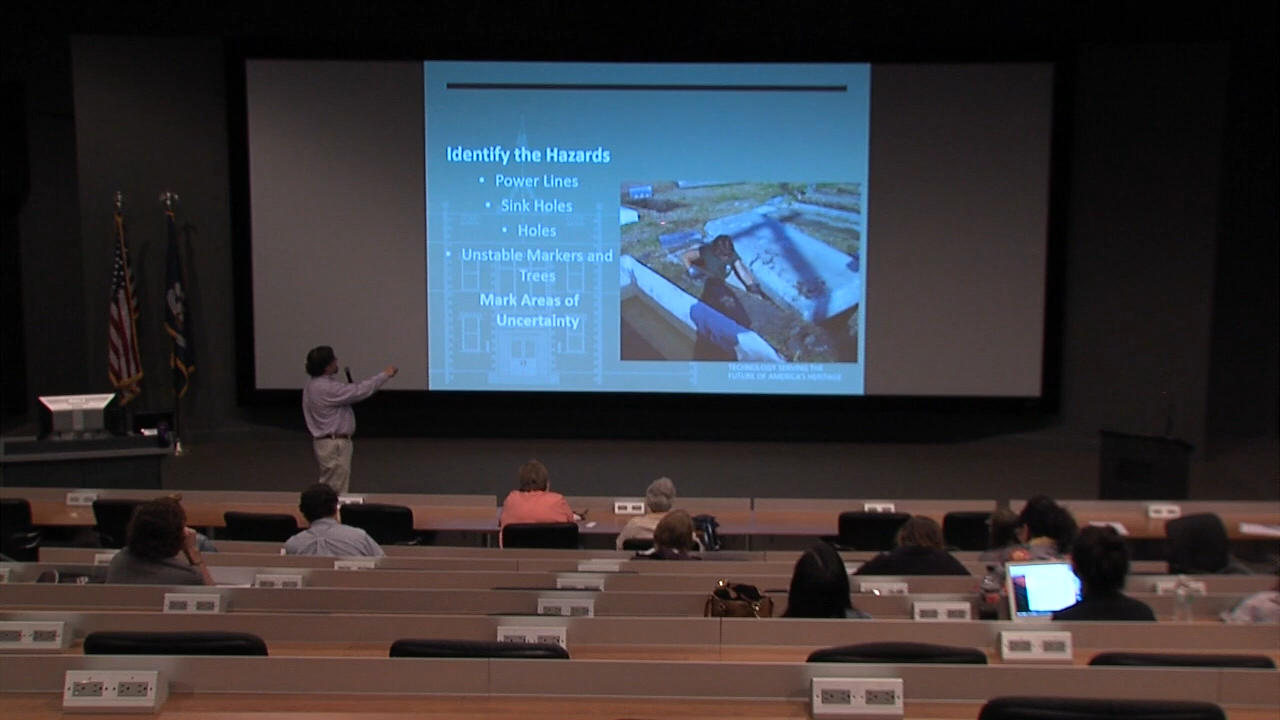 Identify the Hazards
• Power Lines
• Sink Holes
• Holes
• Unstable Markers and
Trees
Mark Areas of
Uncertainty
TECHNOLOGY SERVING THE
FUTURE OF AMERICA'S HERITAGE